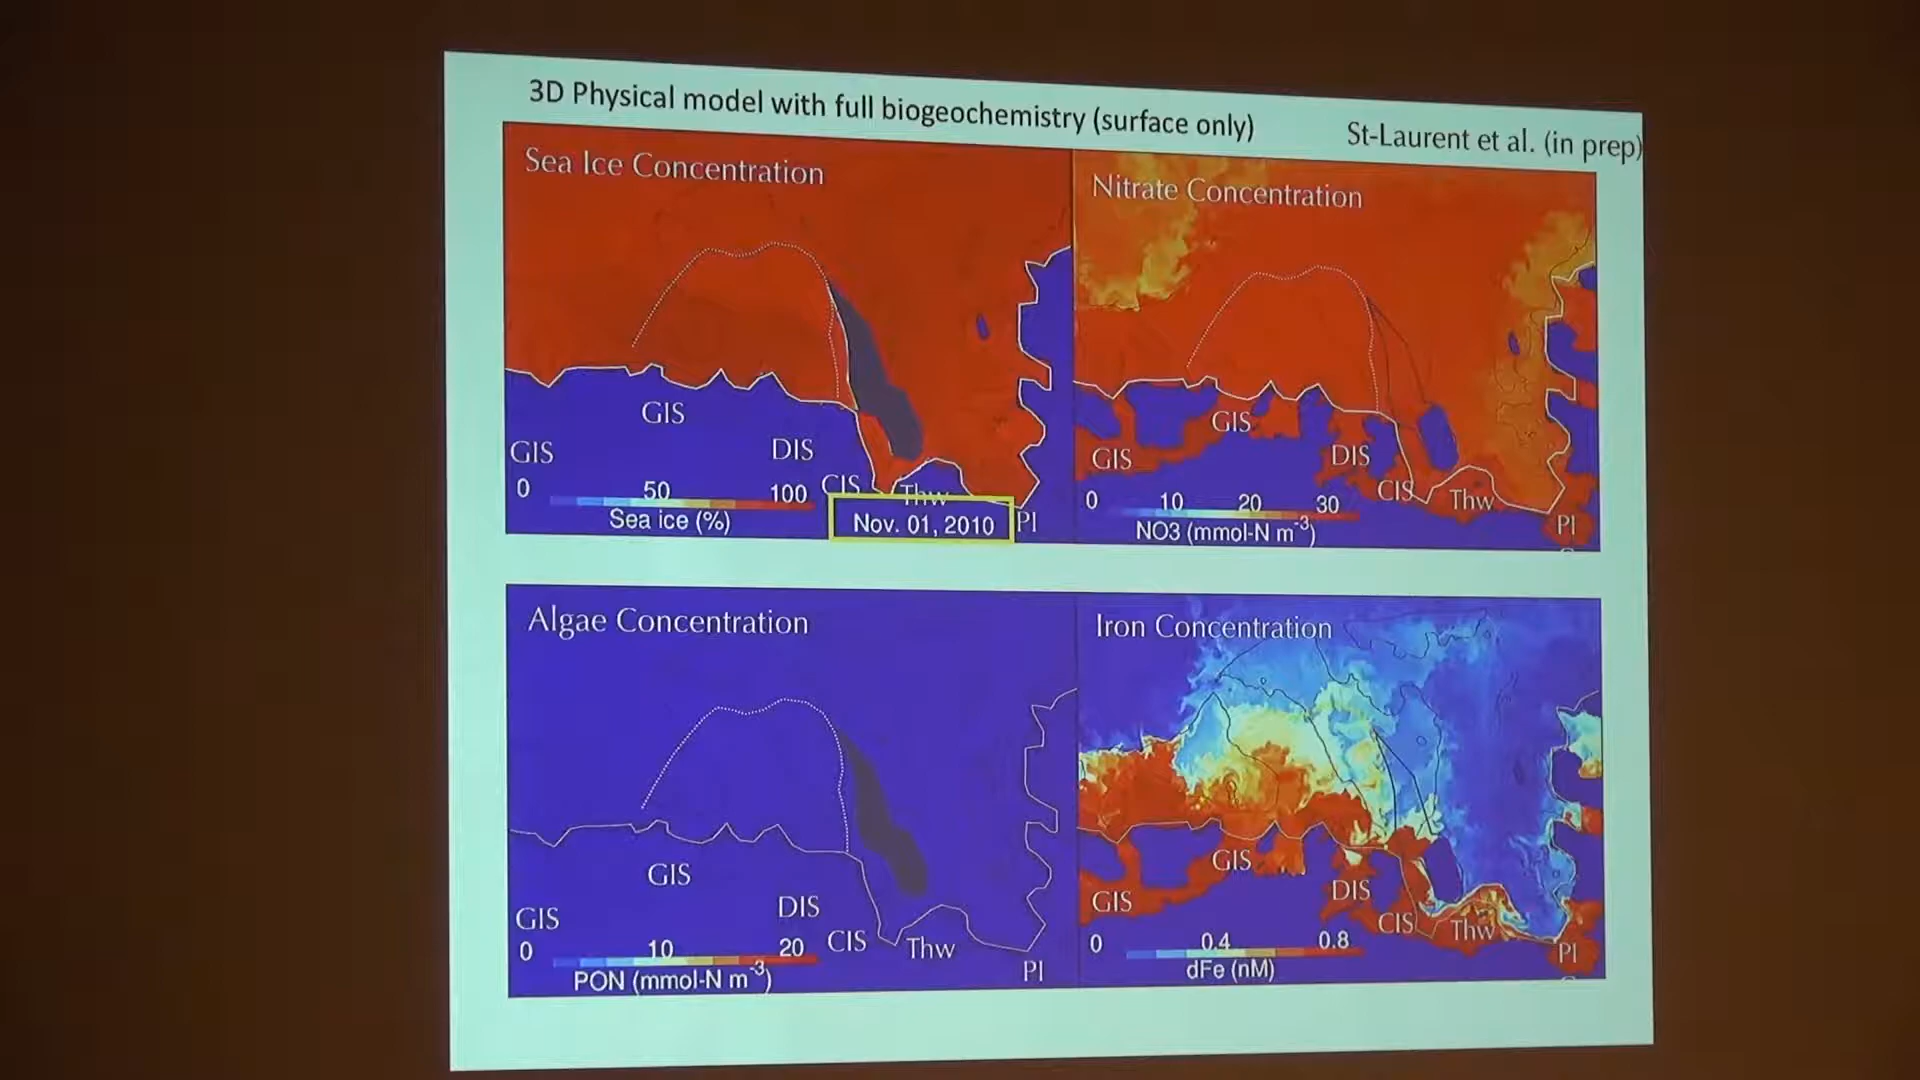 3D Physical model with full biogeochemistry (surface only)
St-Laurent et al. (in prep)
Sea Ice Concentration
GIS
GIS
DIS
CIS
Thw
PI
0 50 100
Sea ice (%)
Nov. 01, 2010
Nitrate Concentration
GIS
GIS
DIS
CIS
Thw
PI
0 10 20 30
NO3 (mmol-N m-3)
Algae Concentration
GIS
GIS
DIS
CIS
Thw
PI
0 10 20
PON (mmol-N m-3)
Iron Concentration
GIS
GIS
DIS
CIS
Thw
PI
0 0.4 0.8
dFe (nM)